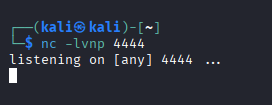 ┌──(kali㉿kali)-[~]
└─$ nc -lvnp 4444
listening on [any] 4444 ...